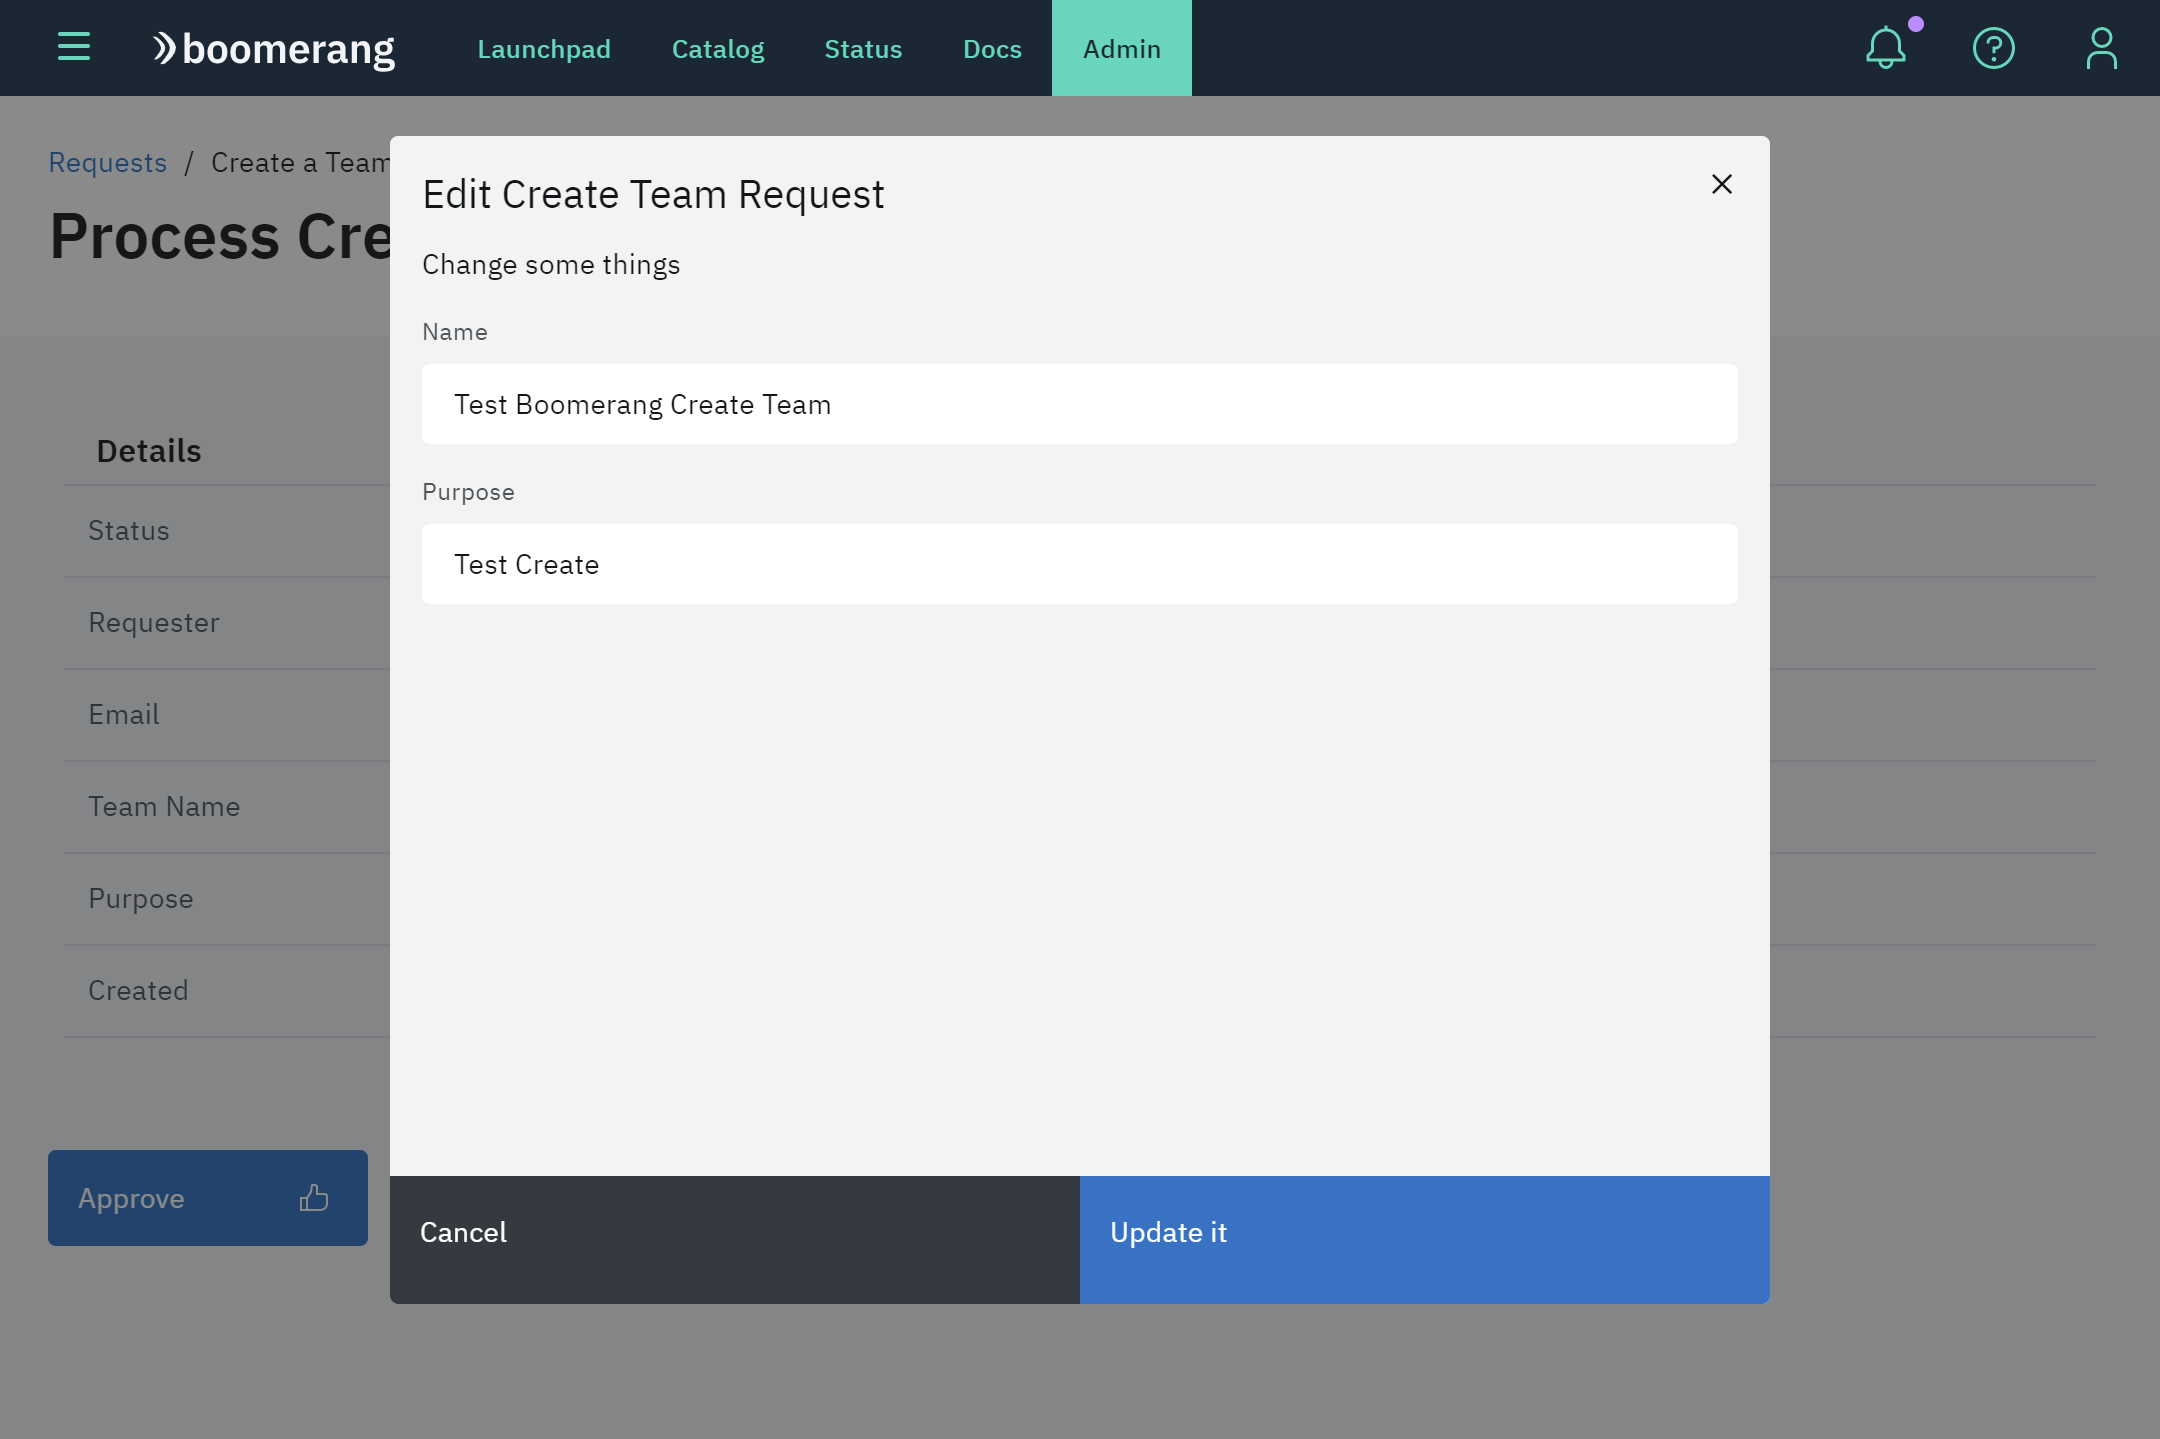 boomerang Launchpad Catalog Status Docs Admin
Requests / Create a Team
Process Cre
Edit Create Team Request
Change some things
Name
Test Boomerang Create Team
Purpose
Test Create
Cancel
Update it
Details
Status
Requester
Email
Team Name
Purpose
Created
Approve